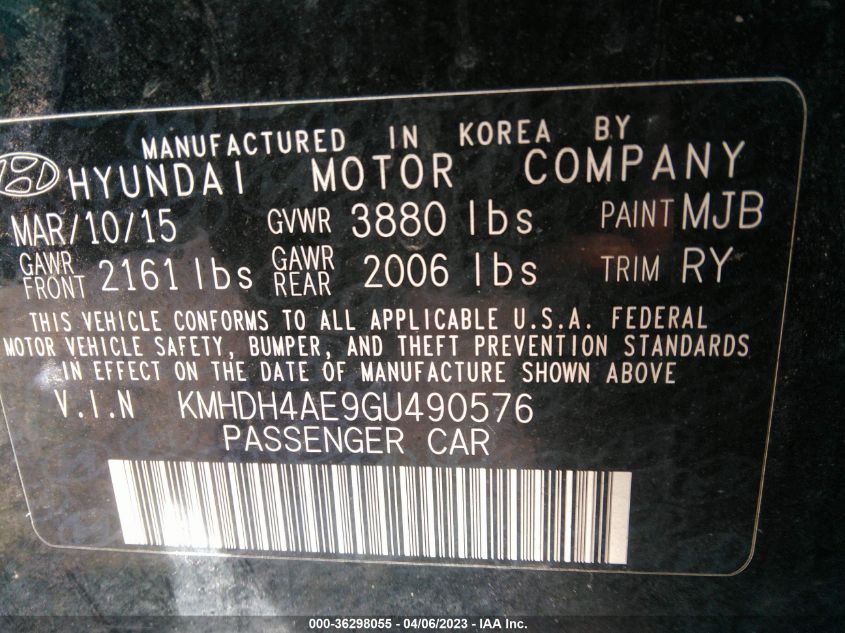 MANUFACTURED IN KOREA BY
HYUNDAI MOTOR COMPANY
MAR/10/15 GVWR 3880 lbs PAINT MJB
GAWR FRONT 2161 lbs GAWR REAR 2006 lbs TRIM RY
THIS VEHICLE CONFORMS TO ALL APPLICABLE U.S.A. FEDERAL
MOTOR VEHICLE SAFETY, BUMPER, AND THEFT PREVENTION STANDARDS
IN EFFECT ON THE DATE OF MANUFACTURE SHOWN ABOVE
V.I.N KMHDH4AE9GU490576
PASSENGER CAR
000-36298055 - 04/06/2023 - IAA Inc.